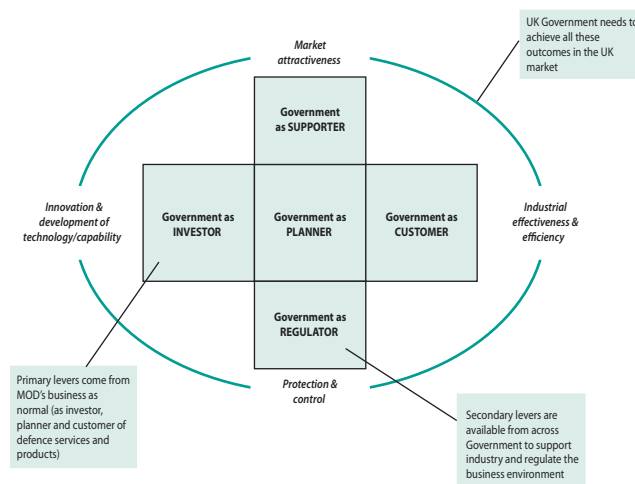 UK Government needs to
achieve all these
outcomes in the UK
market
Market
attractiveness
Government
as SUPPORTER
Innovation &
development of
technology/capability
Government as
INVESTOR
Government as
PLANNER
Government as
CUSTOMER
Industrial
effectiveness &
efficiency
Government as
REGULATOR
Protection &
control
Primary levers come from
MOD's business as
normal (as investor,
planner and customer of
defence services and
products)
Secondary levers are
available from across
Government to support
industry and regulate the
business environment